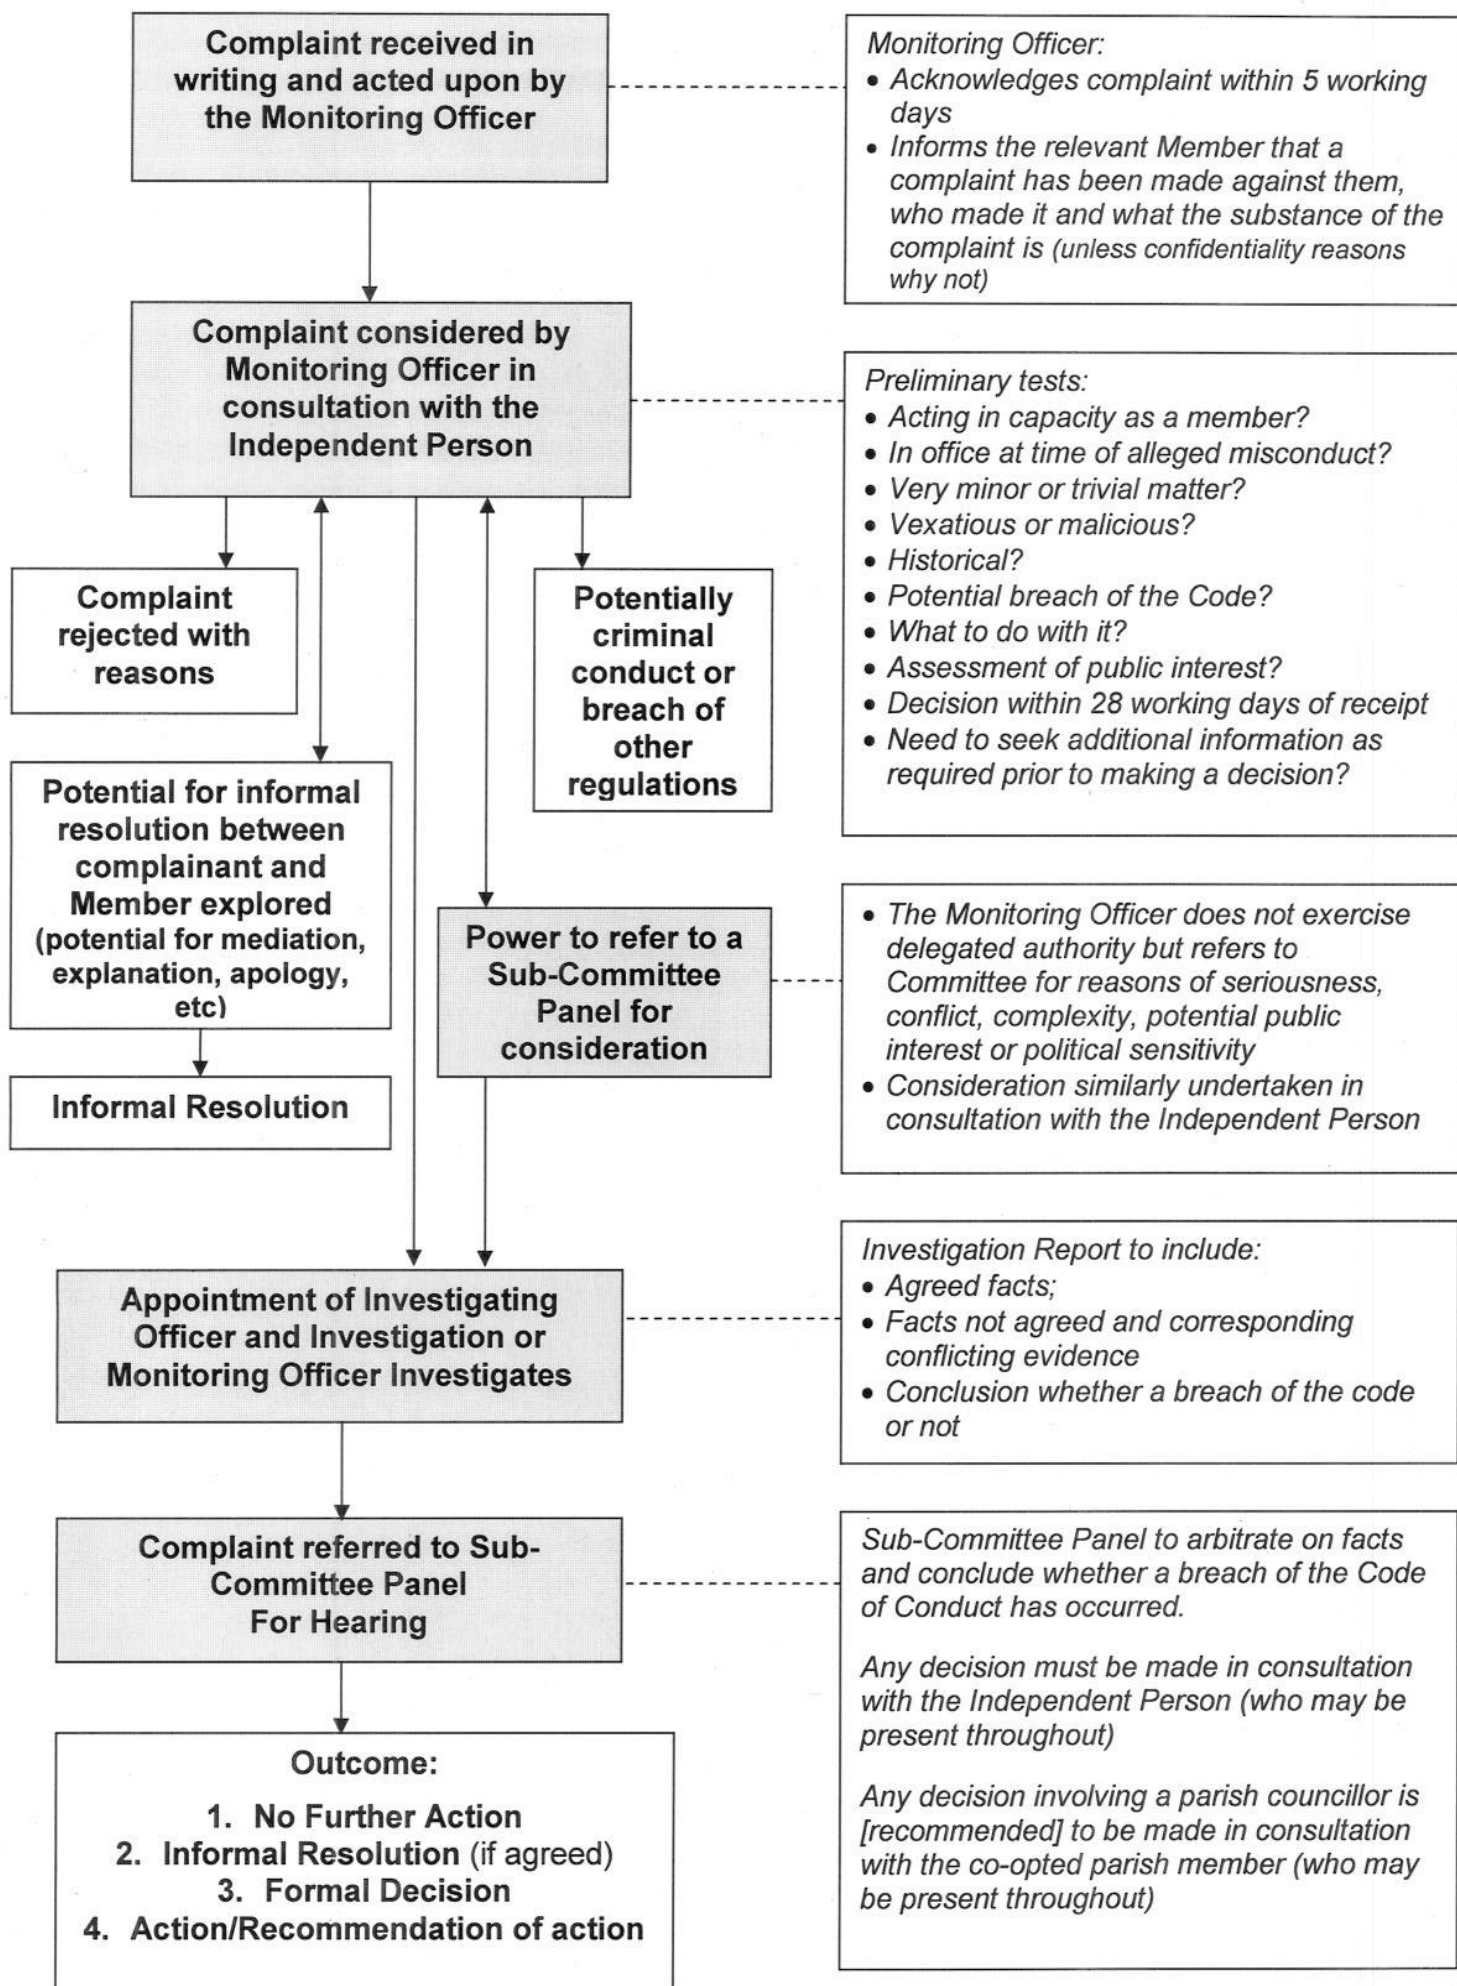 Complaint received in
writing and acted upon by
the Monitoring Officer
Monitoring Officer:
• Acknowledges complaint within 5 working
days
• Informs the relevant Member that a
complaint has been made against them,
who made it and what the substance of the
complaint is (unless confidentiality reasons
why not)
Complaint considered by
Monitoring Officer in
consultation with the
Independent Person
Preliminary tests:
• Acting in capacity as a member?
• In office at time of alleged misconduct?
• Very minor or trivial matter?
• Vexatious or malicious?
• Historical?
• Potential breach of the Code?
• What to do with it?
• Assessment of public interest?
• Decision within 28 working days of receipt
• Need to seek additional information as
required prior to making a decision?
Complaint
rejected with
reasons
Potentially
criminal
conduct or
breach of
other
regulations
Potential for informal
resolution between
complainant and
Member explored
(potential for mediation,
explanation, apology,
etc)
Informal Resolution
Power to refer to a
Sub-Committee
Panel for
consideration
• The Monitoring Officer does not exercise
delegated authority but refers to
Committee for reasons of seriousness,
conflict, complexity, potential public
interest or political sensitivity
• Consideration similarly undertaken in
consultation with the Independent Person
Appointment of Investigating
Officer and Investigation or
Monitoring Officer Investigates
Investigation Report to include:
• Agreed facts;
• Facts not agreed and corresponding
conflicting evidence
• Conclusion whether a breach of the code
or not
Complaint referred to Sub-
Committee Panel
For Hearing
Sub-Committee Panel to arbitrate on facts
and conclude whether a breach of the Code
of Conduct has occurred.
Any decision must be made in consultation
with the Independent Person (who may be
present throughout)
Any decision involving a parish councillor is
[recommended] to be made in consultation
with the co-opted parish member (who may
be present throughout)
Outcome:
1. No Further Action
2. Informal Resolution (if agreed)
3. Formal Decision
4. Action/Recommendation of action